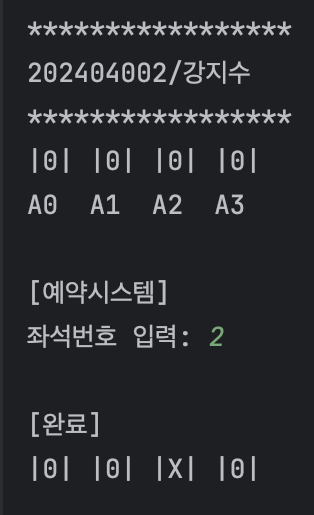 *****************
202404002/강지수
*****************
|0| |0| |0| |0|
A0  A1  A2  A3
[예약시스템]
좌석번호 입력: 2
[완료]
|0| |0| |X| |0|